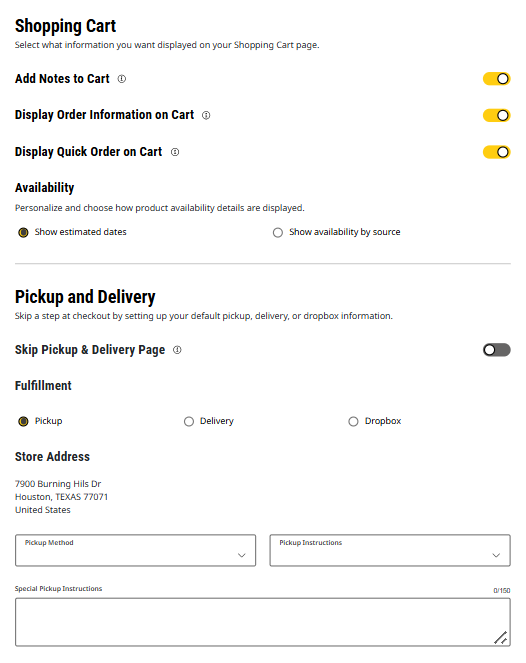 Shopping Cart
Select what information you want displayed on your Shopping Cart page.
Add Notes to Cart
Display Order Information on Cart
Display Quick Order on Cart
Availability
Personalize and choose how product availability details are displayed.
Show estimated dates
Show availability by source
Pickup and Delivery
Skip a step at checkout by setting up your default pickup, delivery, or dropbox information.
Skip Pickup & Delivery Page
Fulfillment
Pickup
Delivery
Dropbox
Store Address
7900 Burning Hils Dr
Houston, TEXAS 77071
United States
Pickup Method
Pickup Instructions
Special Pickup Instructions
0/150